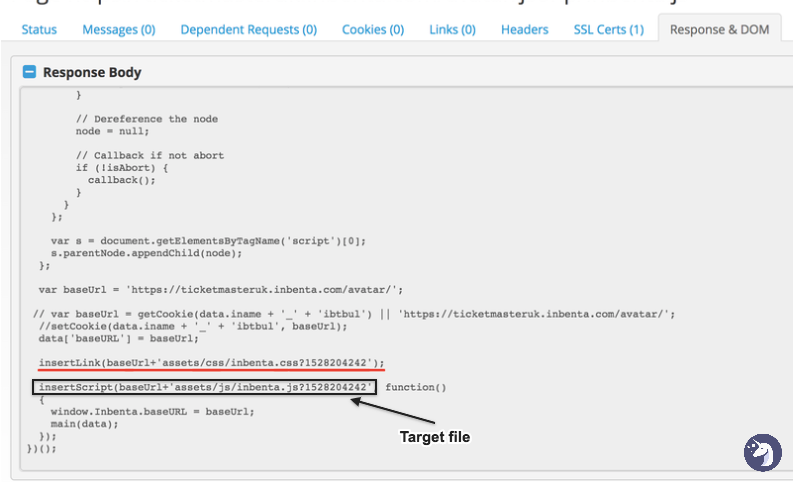 Status Messages (0) Dependent Requests (0) Cookies (0) Links (0) Headers SSL Certs (1) Response & DOM
Response Body
}
// Dereference the node
node = null;
// Callback if not abort
if (!isAbort) {
callback();
}
}
};
var s = document.getElementsByTagName('script')[0];
s.parentNode.appendChild(node);
};
var baseUrl = 'https://ticketmasteruk.inbenta.com/avatar/';
// var baseUrl = getCookie(data.iname + '_' + 'ibtbul') || 'https://ticketmasteruk.inbenta.com/avatar/';
//setCookie(data.iname + '_' + 'ibtbul', baseUrl);
data['baseURL'] = baseUrl;
insertLink(baseUrl+'assets/css/inbenta.css?1528204242');
insertScript(baseUrl+'assets/js/inbenta.js?1528204242' function()
{
window.Inbenta.baseURL = baseUrl;
main(data);
});
})();
Target file